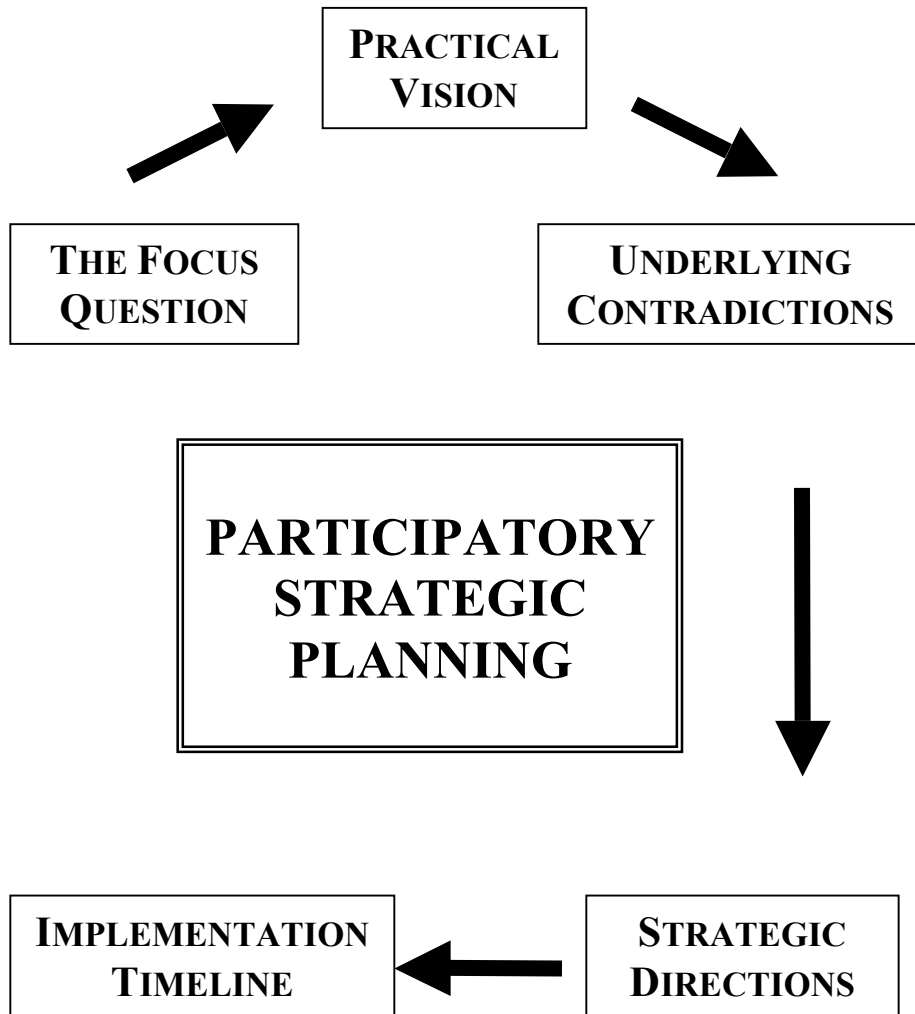 PRACTICAL
VISION
THE FOCUS
QUESTION
UNDERLYING
CONTRADICTIONS
PARTICIPATORY
STRATEGIC
PLANNING
IMPLEMENTATION
TIMELINE
STRATEGIC
DIRECTIONS